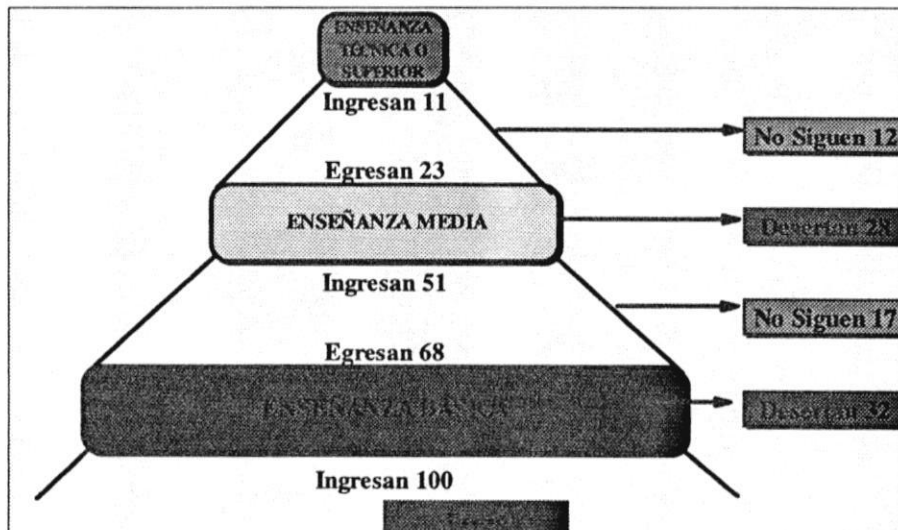 ENSEÑANZA
TÉCNICA O
SUPERIOR
Ingresan 11
No Siguen 12
Egresan 23
ENSEÑANZA MEDIA
Desertan 28
Ingresan 51
No Siguen 17
Egresan 68
ENSEÑANZA BÁSICA
Desertan 32
Ingresan 100